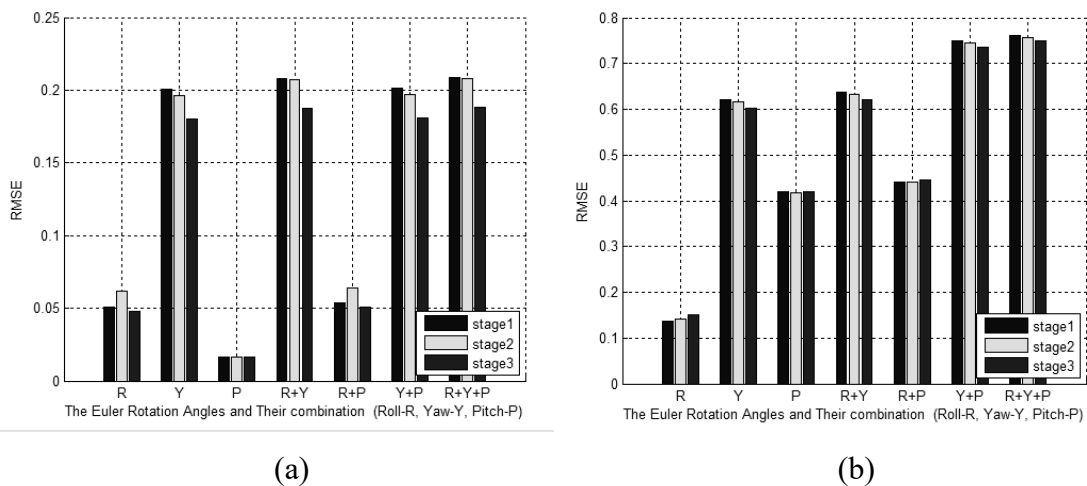 0.25
0.2
0.15
0.1
0.05
0
RMSE
R Y P R+Y R+P Y+P R+Y+P
The Euler Rotation Angles and Their combination (Roll-R, Yaw-Y, Pitch-P)
stage1
stage2
stage3
(a)
0.8
0.7
0.6
0.5
0.4
0.3
0.2
0.1
0
RMSE
R Y P R+Y R+P Y+P R+Y+P
The Euler Rotation Angles and Their combination (Roll-R, Yaw-Y, Pitch-P)
stage1
stage2
stage3
(b)